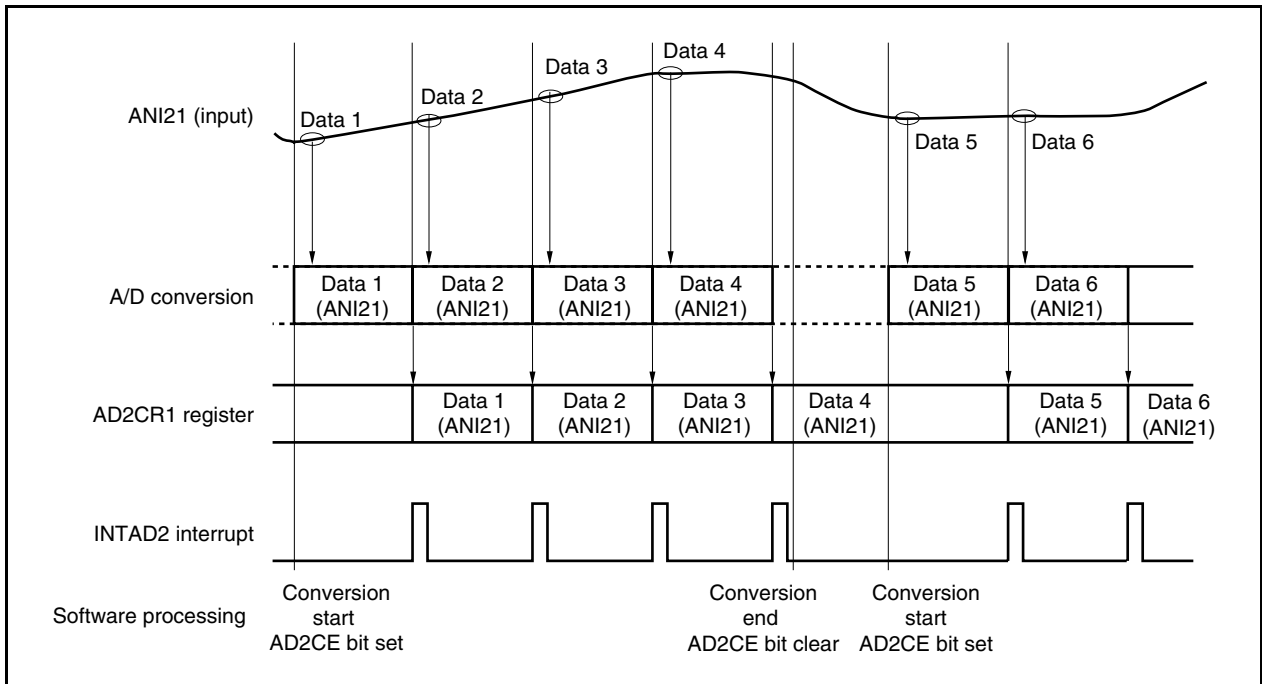 ANI21 (input)
Data 1
Data 2
Data 3
Data 4
Data 5
Data 6
A/D conversion
Data 1
(ANI21)
Data 2
(ANI21)
Data 3
(ANI21)
Data 4
(ANI21)
Data 5
(ANI21)
Data 6
(ANI21)
AD2CR1 register
Data 1
(ANI21)
Data 2
(ANI21)
Data 3
(ANI21)
Data 4
(ANI21)
Data 5
(ANI21)
Data 6
(ANI21)
INTAD2 interrupt
Software processing
Conversion
start
AD2CE bit set
Conversion
end
AD2CE bit clear
Conversion
start
AD2CE bit set